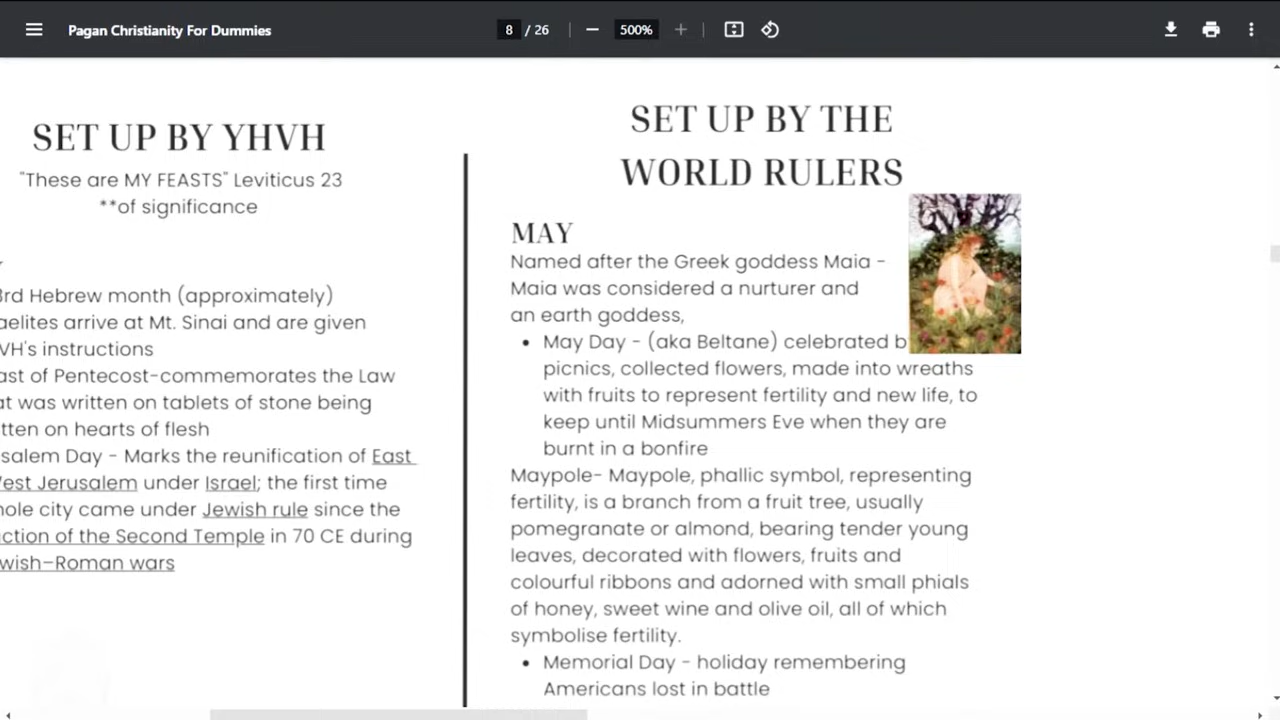 Pagan Christianity For Dummies
8 / 26
500%
SET UP BY YHVH
"These are MY FEASTS" Leviticus 23
**of significance
3rd Hebrew month (approximately)
aelites arrive at Mt. Sinai and are given
VH's instructions
ast of Pentecost-commemorates the Law
at was written on tablets of stone being
tten on hearts of flesh
salem Day - Marks the reunification of East
est Jerusalem under Israel; the first time
hole city came under Jewish rule since the
ction of the Second Temple in 70 CE during
wish–Roman wars
SET UP BY THE
WORLD RULERS
MAY
Named after the Greek goddess Maia -
Maia was considered a nurturer and
an earth goddess,
• May Day - (aka Beltane) celebrated b
picnics, collected flowers, made into wreaths
with fruits to represent fertility and new life, to
keep until Midsummers Eve when they are
burnt in a bonfire
Maypole- Maypole, phallic symbol, representing
fertility, is a branch from a fruit tree, usually
pomegranate or almond, bearing tender young
leaves, decorated with flowers, fruits and
colourful ribbons and adorned with small phials
of honey, sweet wine and olive oil, all of which
symbolise fertility.
• Memorial Day - holiday remembering
Americans lost in battle